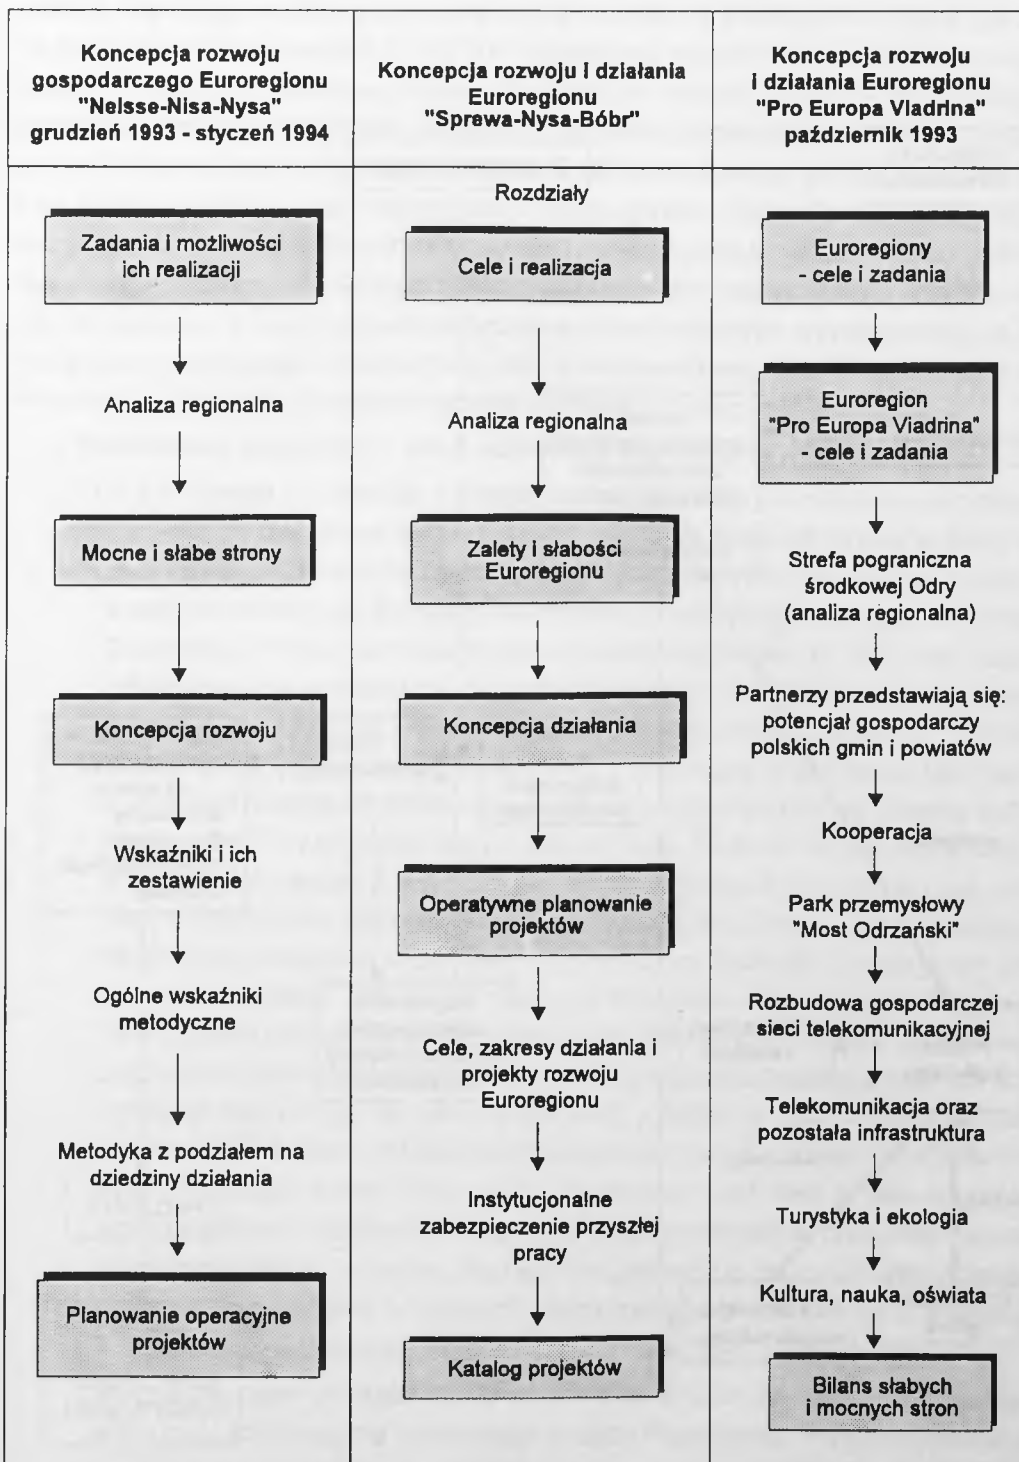 Koncepcja rozwoju
gospodarczego Euroregionu
"Neisse-Nisa-Nysa"
grudzień 1993 - styczeń 1994
Koncepcja rozwoju i działania
Euroregionu
"Sprewa-Nysa-Bóbr"
Koncepcja rozwoju
i działania Euroregionu
"Pro Europa Viadrina"
październik 1993
Rozdziały
Zadania i możliwości
ich realizacji
Analiza regionalna
Mocne i słabe strony
Koncepcja rozwoju
Wskaźniki i ich
zestawienie
Ogólne wskaźniki
metodyczne
Metodyka z podziałem na
dziedziny działania
Planowanie operacyjne
projektów
Cele i realizacja
Analiza regionalna
Zalety i słabości
Euroregionu
Koncepcja działania
Operatywne planowanie
projektów
Cele, zakresy działania i
projekty rozwoju
Euroregionu
Instytucjonalne
zabezpieczenie przyszłej
pracy
Katalog projektów
Euroregiony
- cele i zadania
Euroregion
"Pro Europa Viadrina"
- cele i zadania
Strefa pograniczna
środkowej Odry
(analiza regionalna)
Partnerzy przedstawiają się:
potencjał gospodarczy
polskich gmin i powiatów
Kooperacja
Park przemysłowy
"Most Odrzański"
Rozbudowa gospodarczej
sieci telekomunikacyjnej
Telekomunikacja oraz
pozostała infrastruktura
Turystyka i ekologia
Kultura, nauka, oświata
Bilans słabych
i mocnych stron